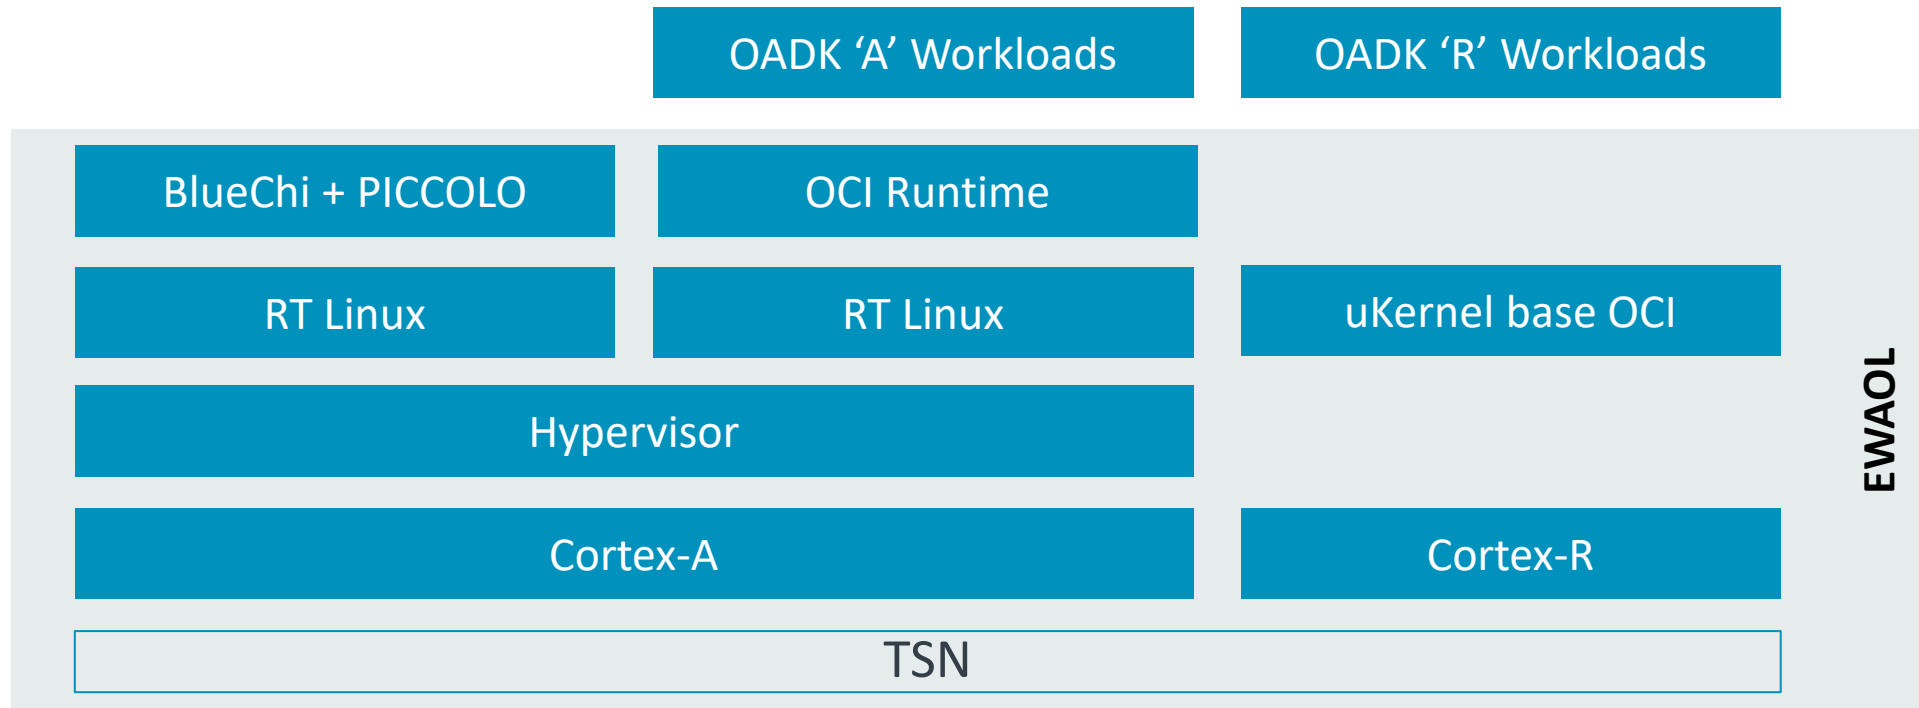 OADK ‘A’ Workloads
OADK ‘R’ Workloads
BlueChi + PICCOLO
OCI Runtime
RT Linux
RT Linux
uKernel base OCI
Hypervisor
Cortex-A
Cortex-R
TSN
EWAOL